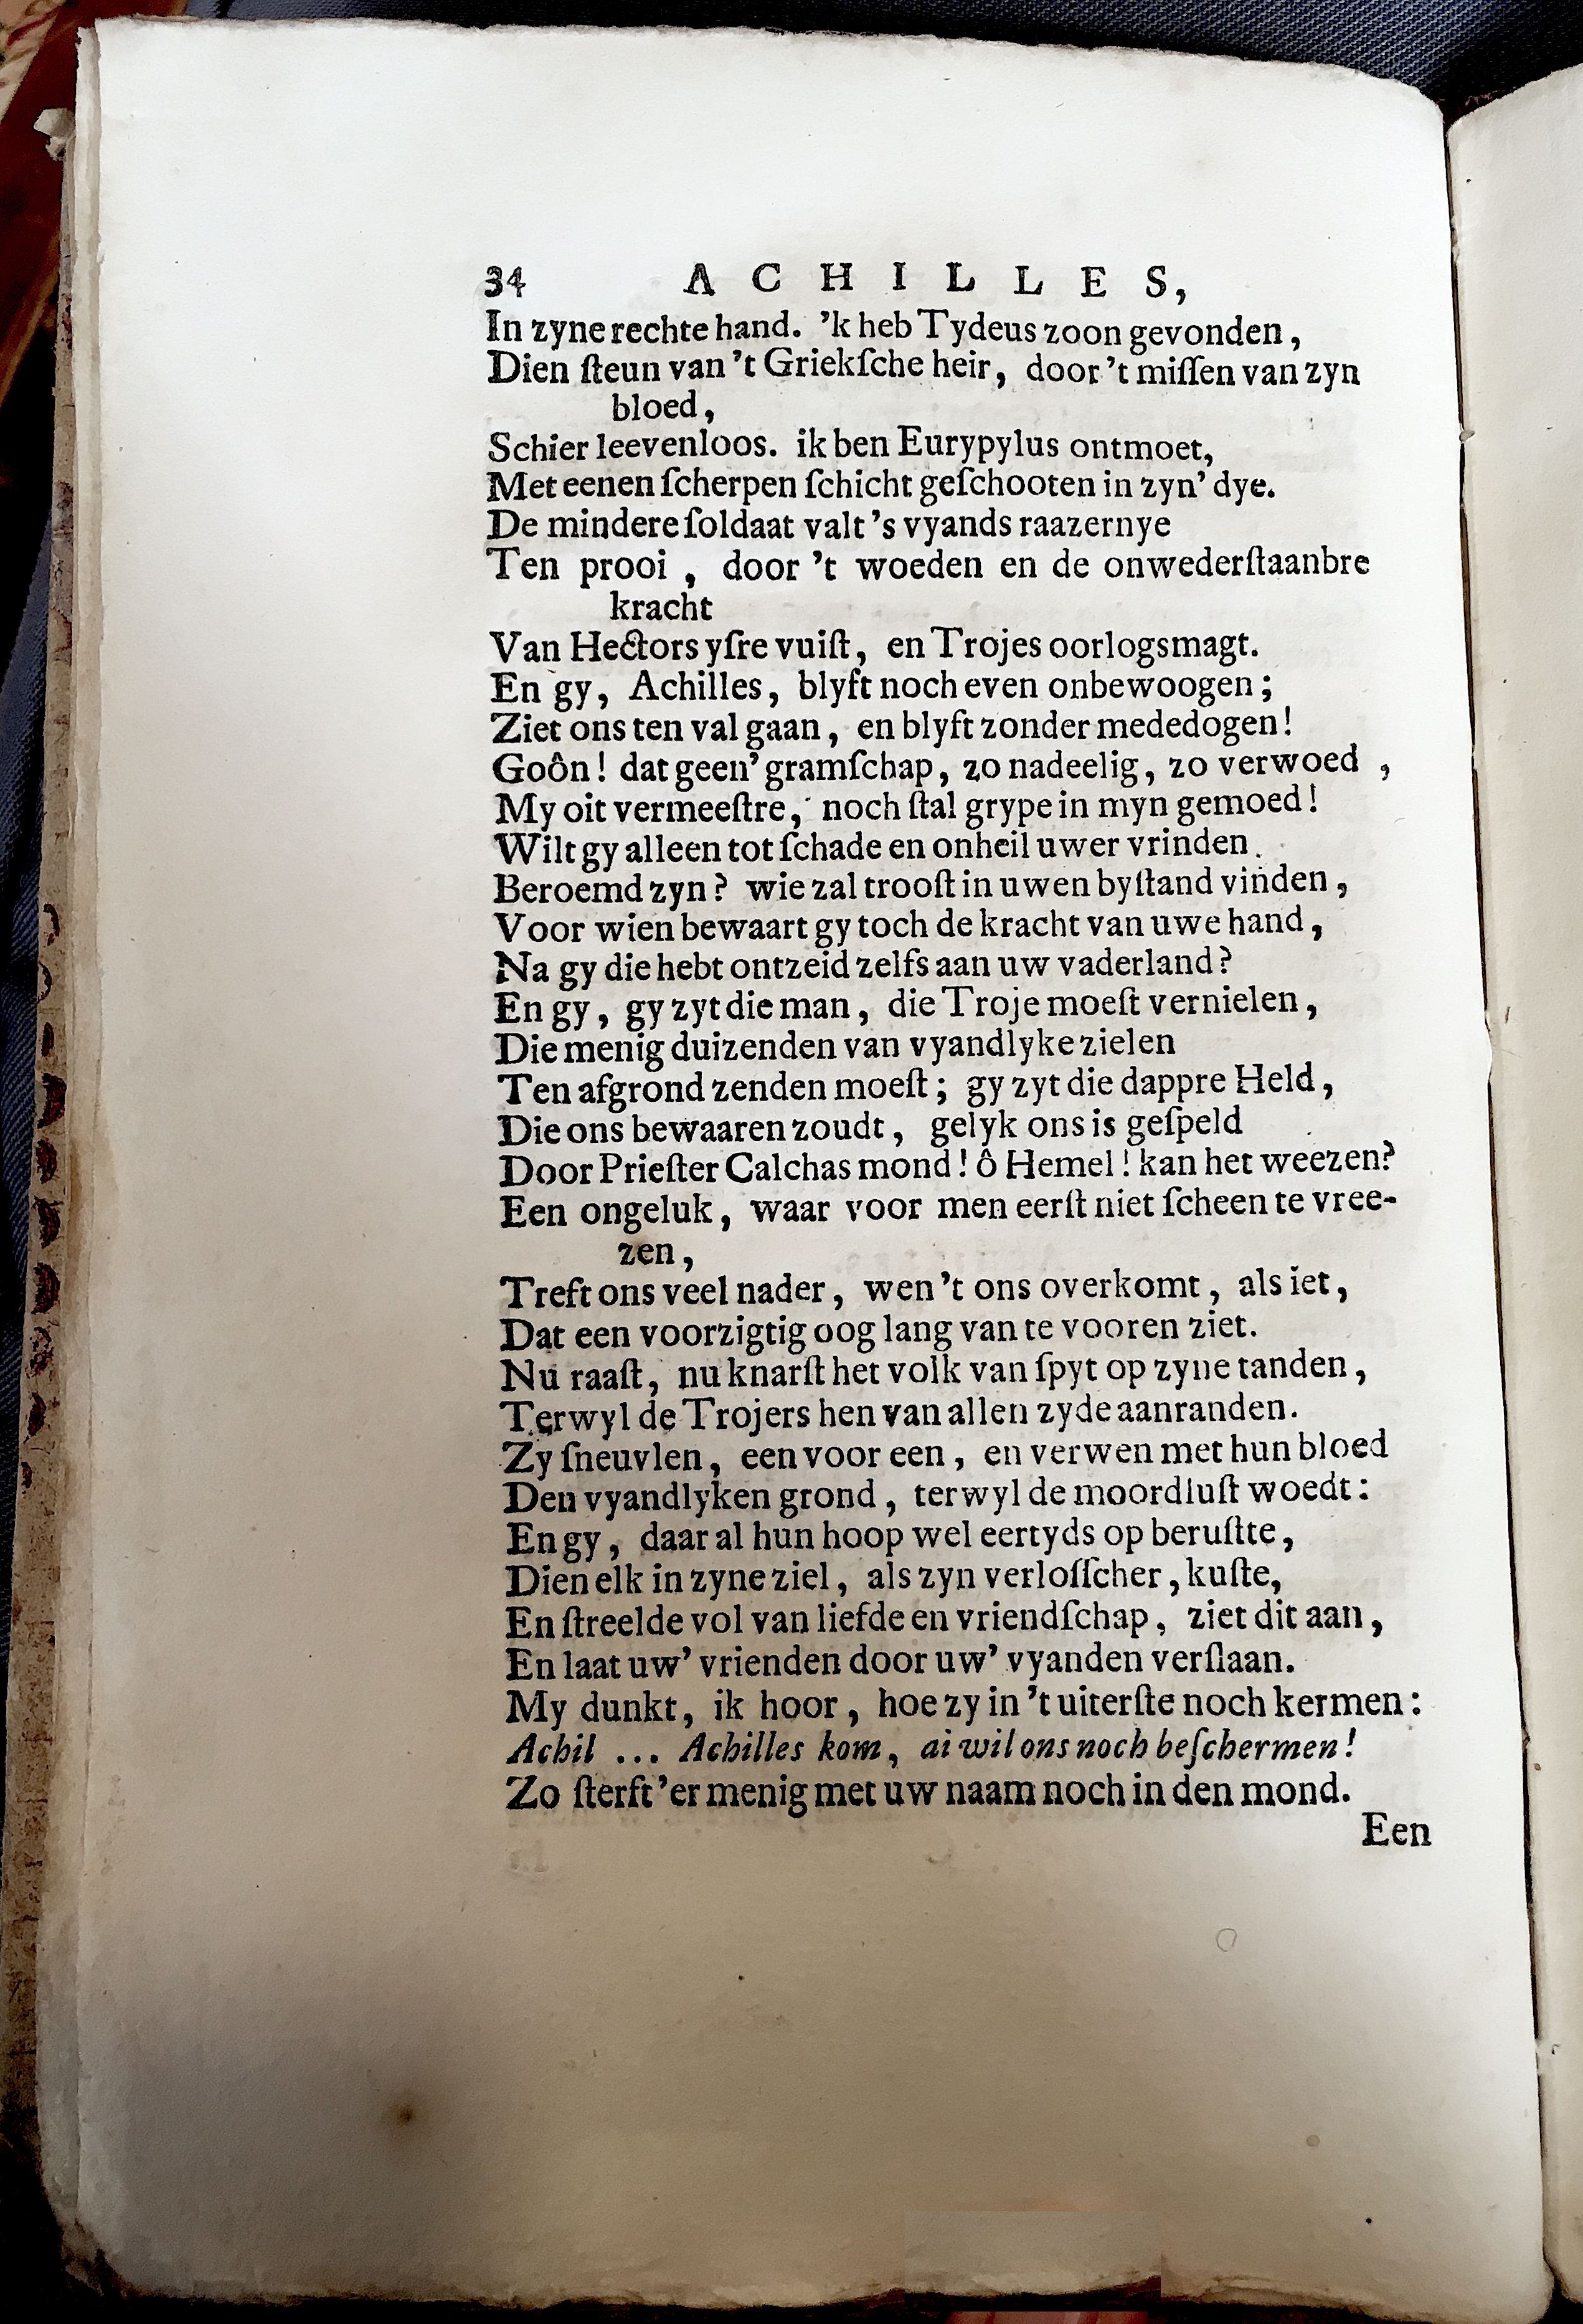 34 ACHILLES,
In zyne rechte hand. 'k heb Tydeus zoon gevonden,
Dien ſteun van 't Griekſche heir, door 't miſſen van zyn
bloed,
Schier leevenloos. ik ben Eurypylus ontmoet,
Met eenen ſcherpen ſchicht geſchooten in zyn' dye.
De mindere ſoldaat valt 's vyands raazernye
Ten prooi, door 't woeden en de onwederſtaanbre
kracht
Van Hectors yſre vuiſt, en Trojes oorlogsmagt.
En gy, Achilles, blyft noch even onbewoogen;
Ziet ons ten val gaan, en blyft zonder mededogen!
Goôn! dat geen' gramſchap, zo nadeelig, zo verwoed,
My oit vermeeſtre, noch ſtal grype in myn gemoed!
Wilt gy alleen tot ſchade en onheil uwer vrinden.
Beroemd zyn? wie zal trooſt in uwen byſtand vinden,
Voor wien bewaart gy toch de kracht van uwe hand,
Na gy die hebt ontzeid zelfs aan uw vaderland?
En gy, gy zyt die man, die Troje moeſt vernielen,
Die menig duizenden van vyandlyke zielen
Ten afgrond zenden moeſt; gy zyt die dappre Held,
Die ons bewaaren zoudt, gelyk ons is geſpeld
Door Prieſter Calchas mond! ô Hemel! kan het weezen?
Een ongeluk, waar voor men eerſt niet ſcheen te vree-
zen,
Treft ons veel nader, wen 't ons overkomt, als iet,
Dat een voorzigtig oog lang van te vooren ziet.
Nu raaſt, nu knarſt het volk van ſpyt op zyne tanden,
Terwyl de Trojers hen van allen zyde aanranden.
Zy ſneuvlen, een voor een, en verwen met hun bloed
Den vyandlyken grond, terwyl de moordluſt woedt:
En gy, daar al hun hoop wel eertyds op beruſtte,
Dien elk in zyne ziel, als zyn verloſſcher, kuſte,
En ſtreelde vol van liefde en vriendſchap, ziet dit aan,
En laat uw' vrienden door uw' vyanden verſlaan.
My dunkt, ik hoor, hoe zy in 't uiterſte noch kermen:
Achil ... Achilles kom, ai wil ons noch beſchermen!
Zo ſterft 'er menig met uw naam noch in den mond.
Een